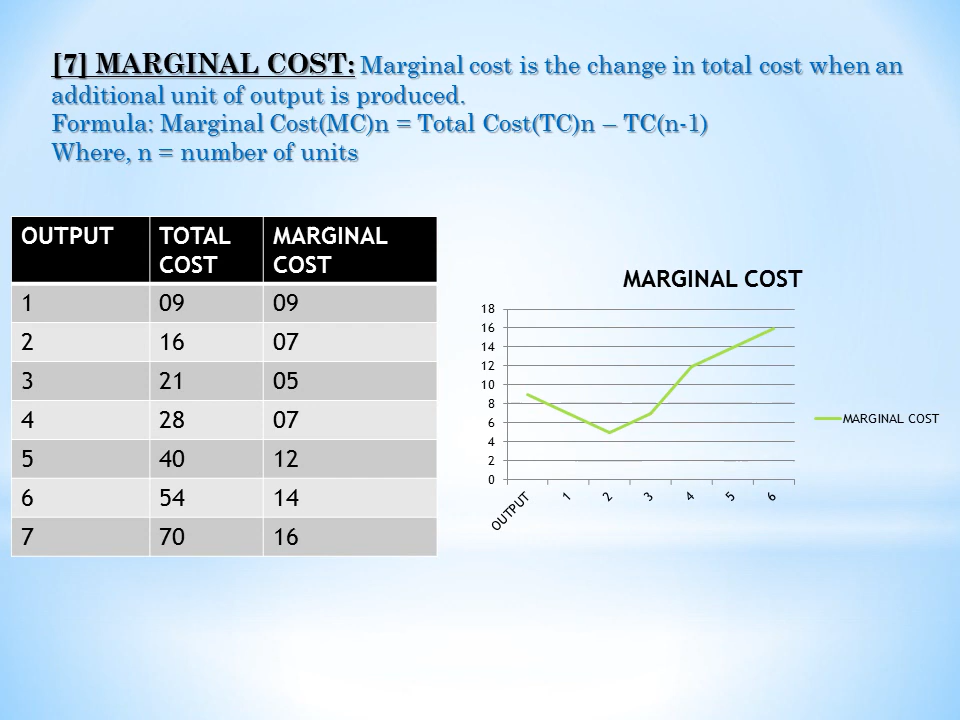 [7] MARGINAL COST: Marginal cost is the change in total cost when an
additional unit of output is produced.
Formula: Marginal Cost(MC)n = Total Cost(TC)n – TC(n-1)
Where, n = number of units
OUTPUT TOTAL COST MARGINAL COST
1 09 09
2 16 07
3 21 05
4 28 07
5 40 12
6 54 14
7 70 16
MARGINAL COST
18
16
14
12
10
8
6
4
2
0
OUTPUT 1 2 3 4 5 6
MARGINAL COST